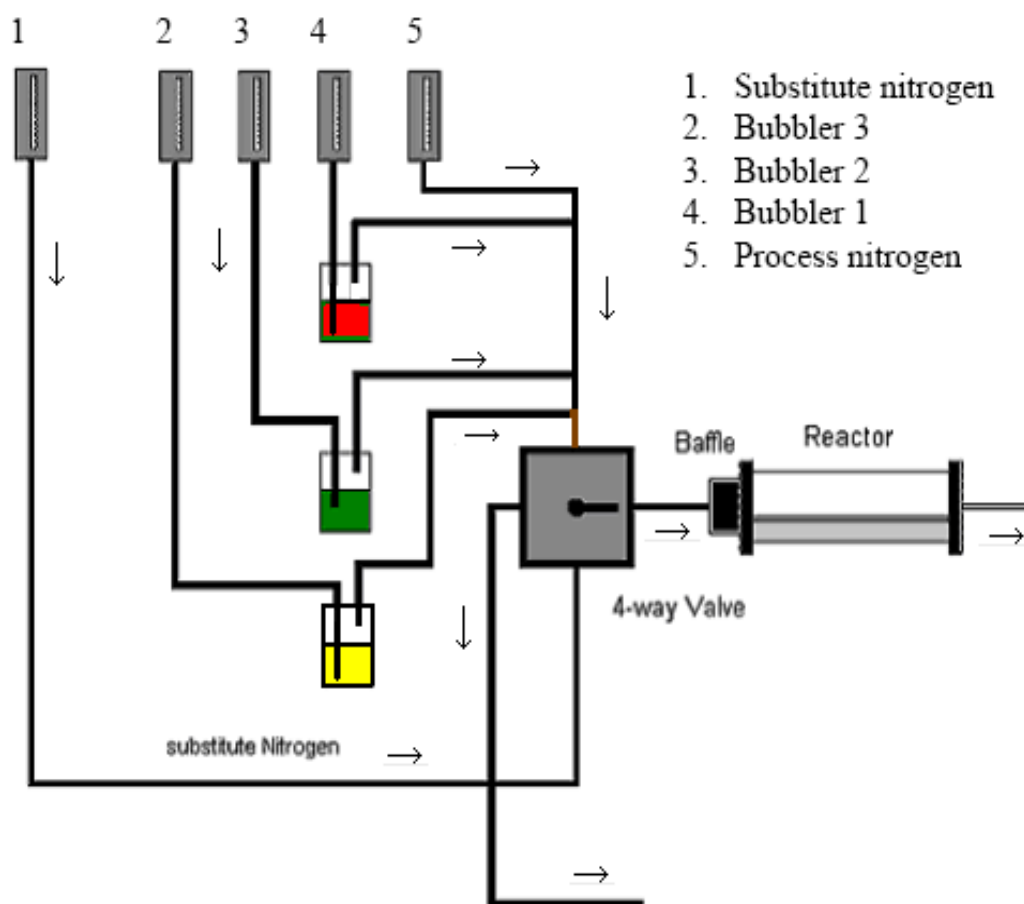 1 2 3 4 5
1. Substitute nitrogen
2. Bubbler 3
3. Bubbler 2
4. Bubbler 1
5. Process nitrogen
Baffle Reactor
4-way Valve
substitute Nitrogen